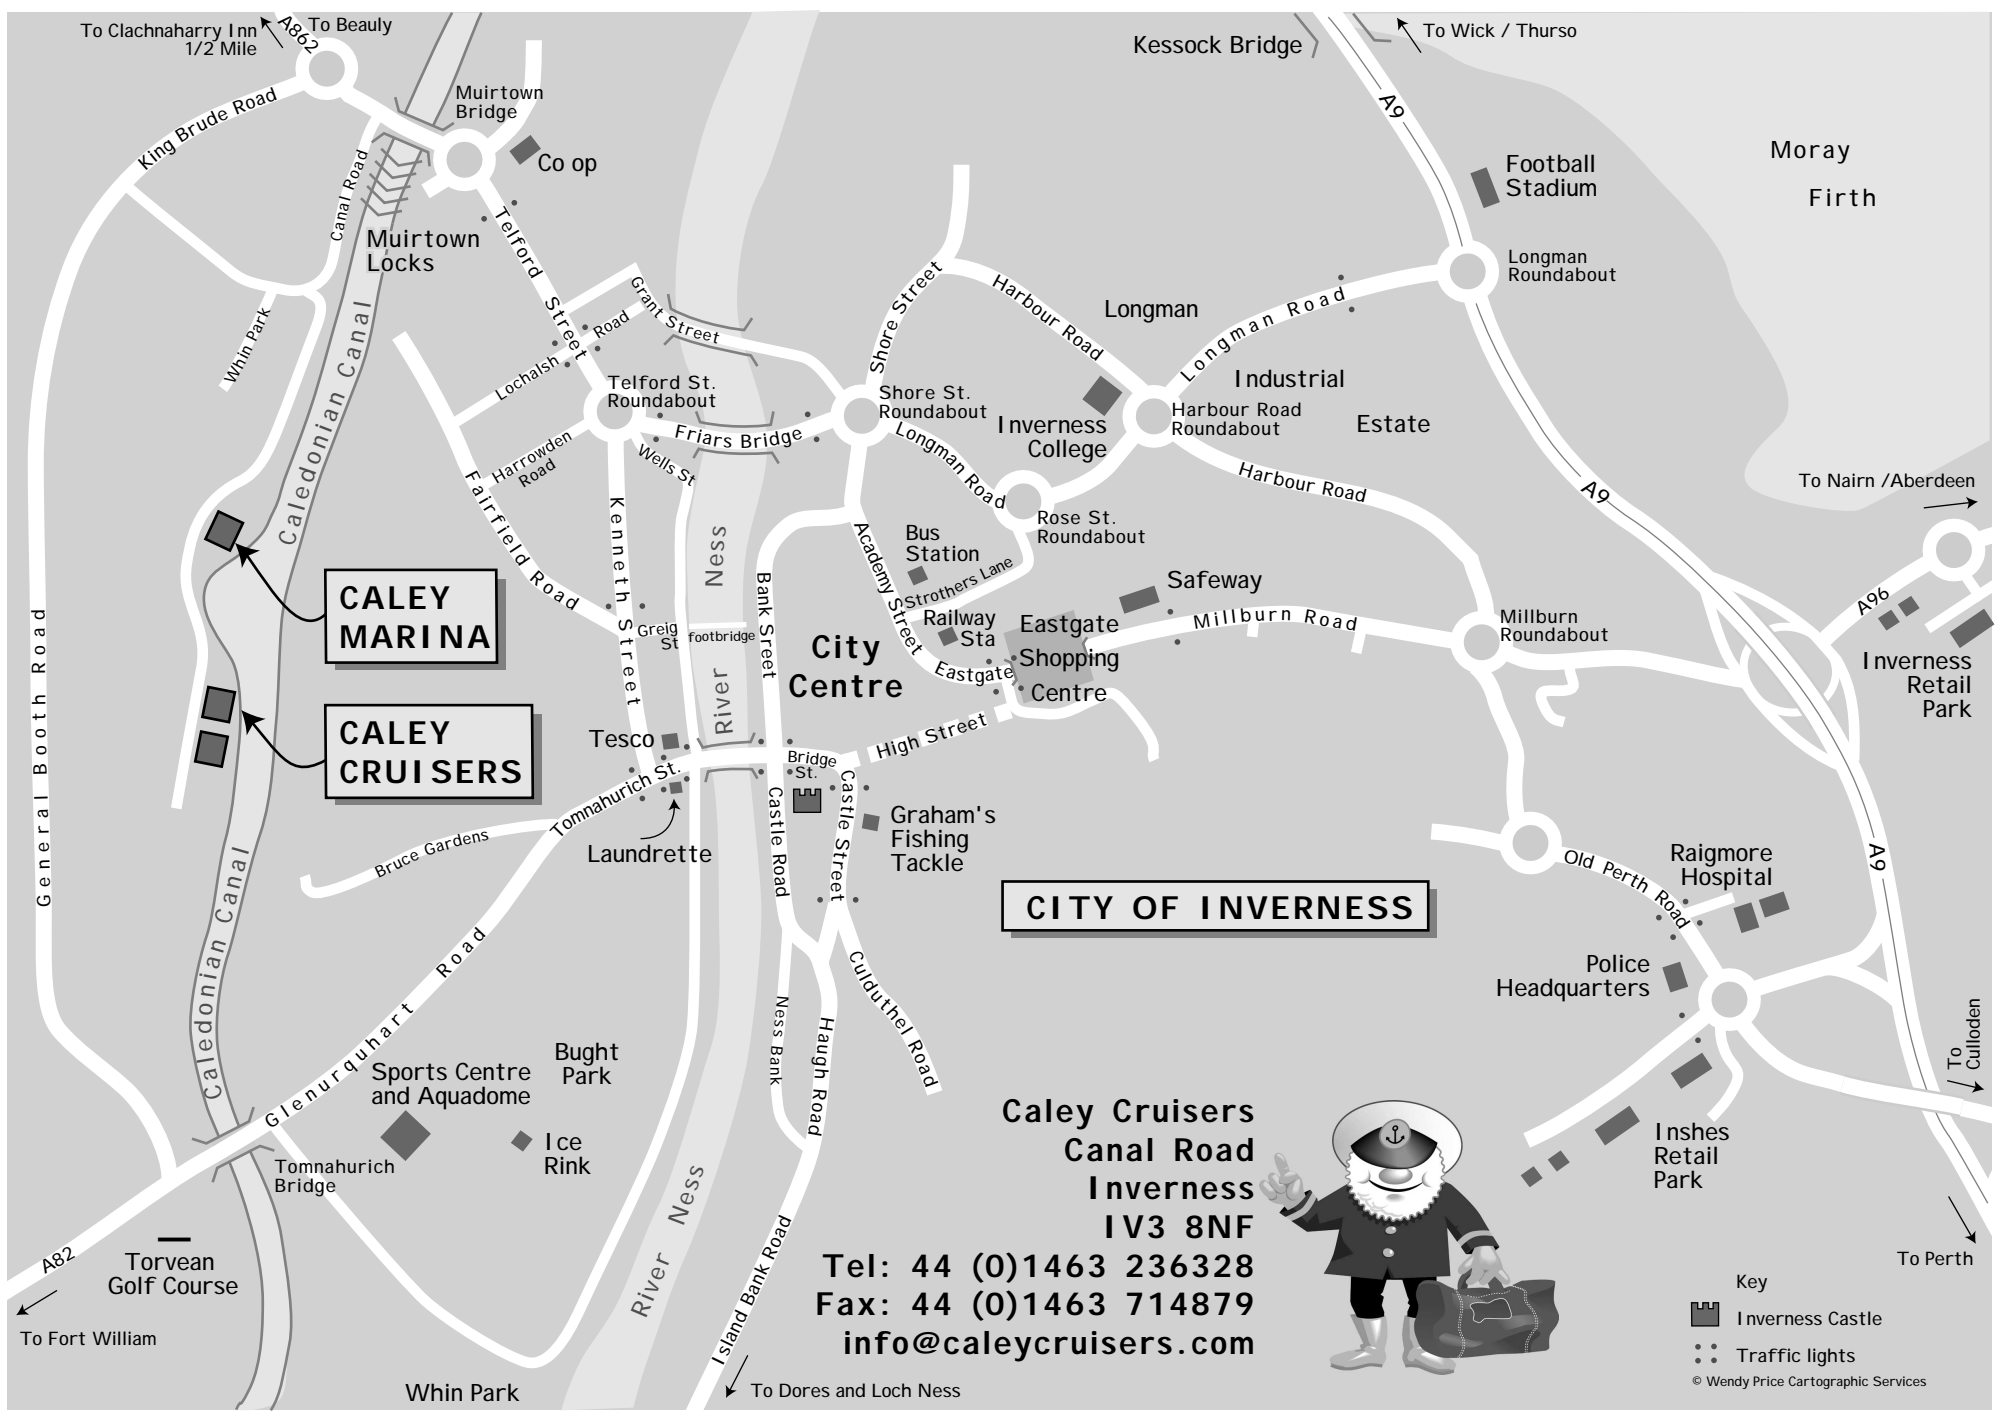 To Clachnaharry Inn
1/2 Mile
A862
To Beauly
Kessock Bridge
To Wick / Thurso
A9
Muirtown
Bridge
King Brude Road
Canal Road
Co op
Football
Stadium
Moray
Firth
Muirtown
Locks
Telford Street
Longman
Roundabout
Whin Park
Grant Street
Lochalsh Road
Shore Street
Harbour Road
Longman
Longman Road
Industrial
Estate
Caledonian Canal
Telford St.
Roundabout
Shore St.
Roundabout
Harbour Road
Roundabout
Inverness
College
Friars Bridge
Longman Road
Harrowden
Road
Wells St
Harbour Road
A9
To Nairn /Aberdeen
Fairfield Road
Kenneth Street
Rose St.
Roundabout
Bus
Station
Academy Street
Strothers Lane
River Ness
Bank Street
Safeway
CALEY
MARINA
Greig
St
footbridge
Railway
Sta
Eastgate
Shopping
Centre
Millburn Road
Millburn
Roundabout
A96
City
Centre
Eastgate
Inverness
Retail
Park
General Booth Road
CALEY
CRUISERS
Tesco
High Street
Bridge
St.
Tomnahurich St.
Castle Road
Castle Street
Graham's
Fishing
Tackle
Bruce Gardens
Laundrette
Old Perth Road
Raigmore
Hospital
A9
CITY OF INVERNESS
Caledonian Canal
Glenurquhart Road
Culduthel Road
Police
Headquarters
Ness Bank
Haugh Road
To
Culloden
Sports Centre
and Aquadome
Bught
Park
Ice
Rink
Tomnahurich
Bridge
Inshes
Retail
Park
River Ness
Island Bank Road
A82
Torvean
Golf Course
To Fort William
Whin Park
To Dores and Loch Ness
Caley Cruisers
Canal Road
Inverness
IV3 8NF
Tel: 44 (0)1463 236328
Fax: 44 (0)1463 714879
info@caleycruisers.com
To Perth
Key
Inverness Castle
Traffic lights
© Wendy Price Cartographic Services